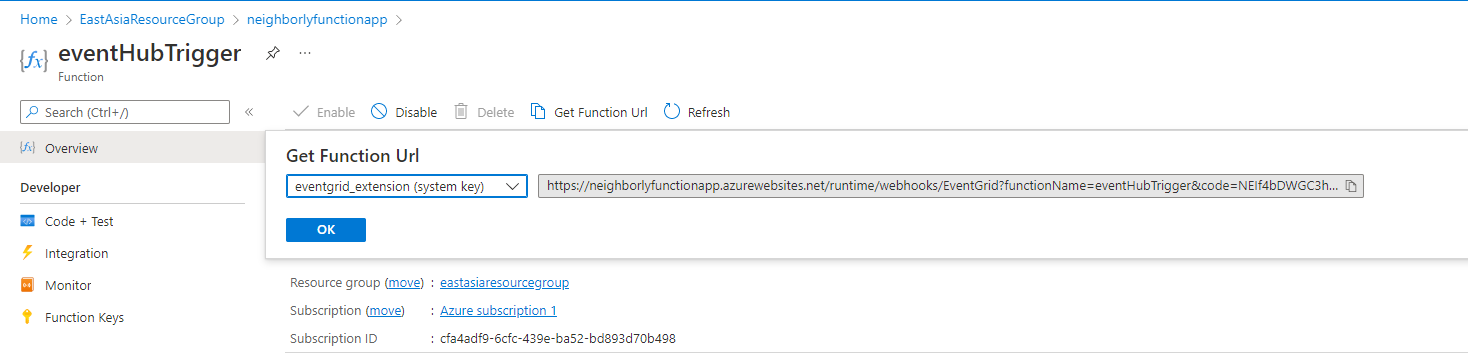 Home > EastAsiaResourceGroup > neighborlyfunctionapp >
{fx} eventHubTrigger ...
Function
Search (Ctrl+/) «
Enable Disable Delete Get Function Url Refresh
{fx} Overview
Get Function Url
eventgrid_extension (system key) https://neighborlyfunctionapp.azurewebsites.net/runtime/webhooks/EventGrid?functionName=eventHubTrigger&code=NEIf4bDWGC3h...
Developer
Code + Test
OK
Integration
Monitor
Resource group (move) : eastasiaresourcegroup
Function Keys
Subscription (move) : Azure subscription 1
Subscription ID : cfa4adf9-6cfc-439e-ba52-bd893d70b498